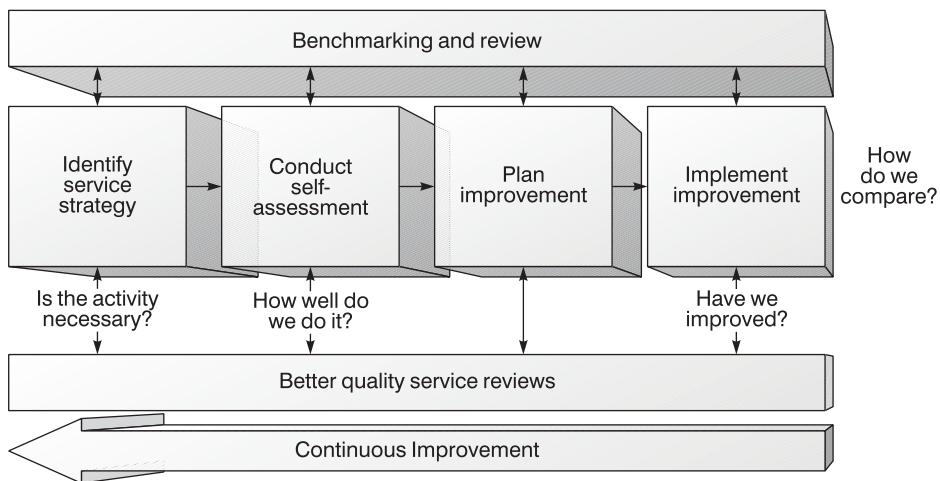 Benchmarking and review
Identify
service
strategy
Conduct
self-
assessment
Plan
improvement
Implement
improvement
How
do we
compare?
Is the activity
necessary?
How well do
we do it?
Have we
improved?
Better quality service reviews
Continuous Improvement